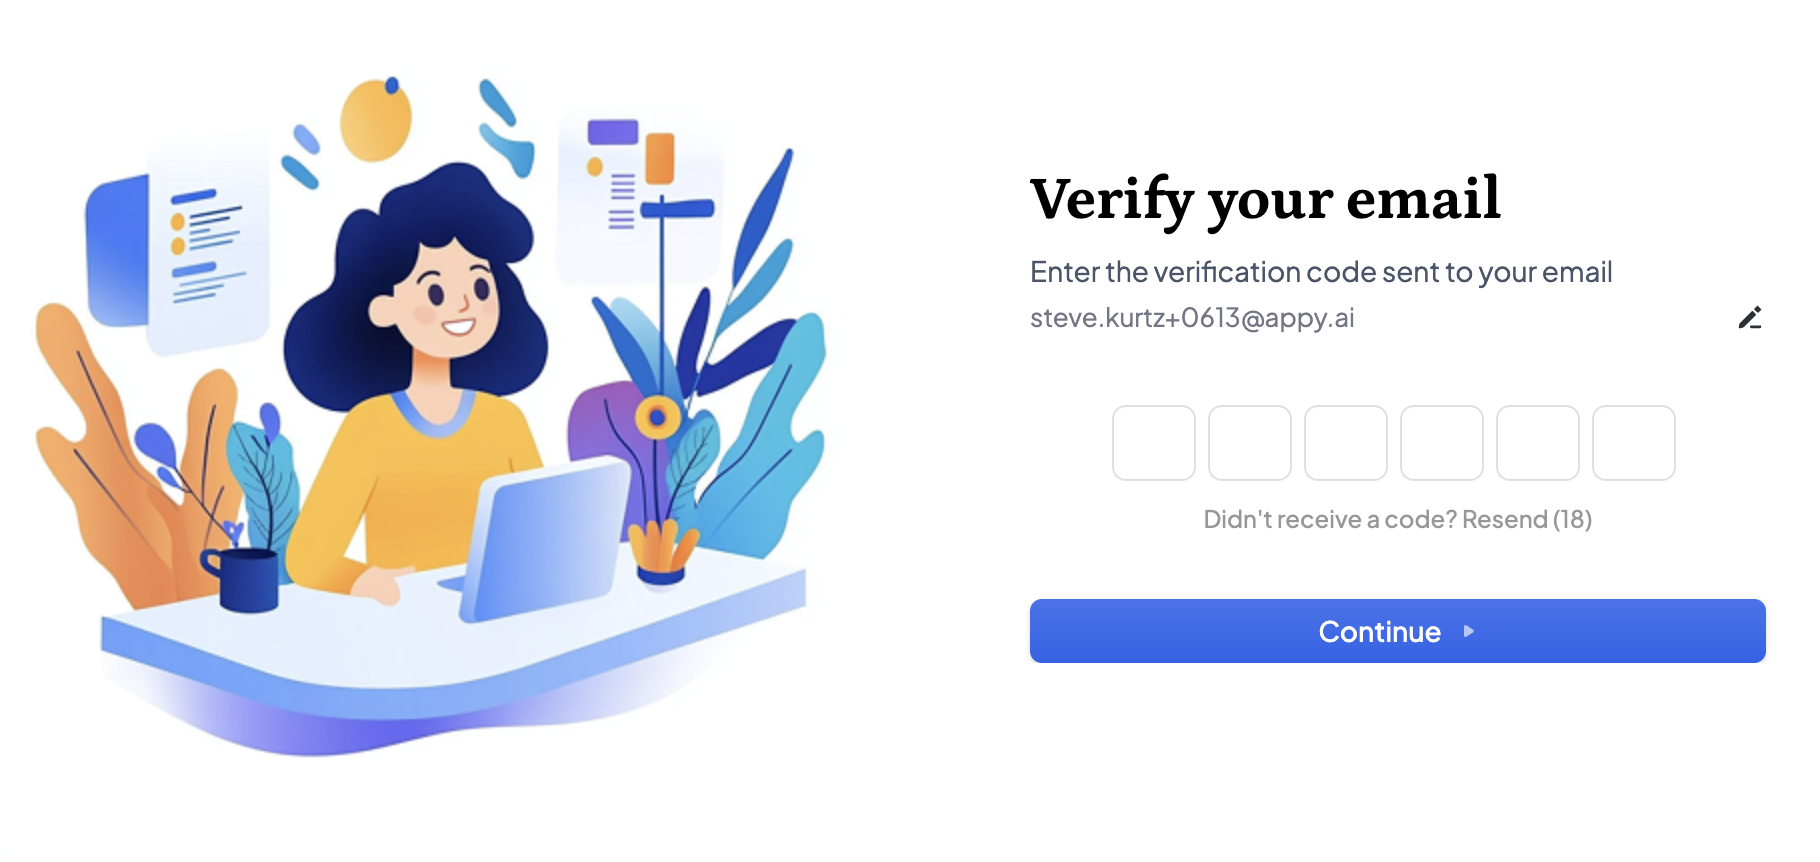 Verify your email
Enter the verification code sent to your email
steve.kurtz+0613@appy.ai
Didn't receive a code? Resend (18)
Continue